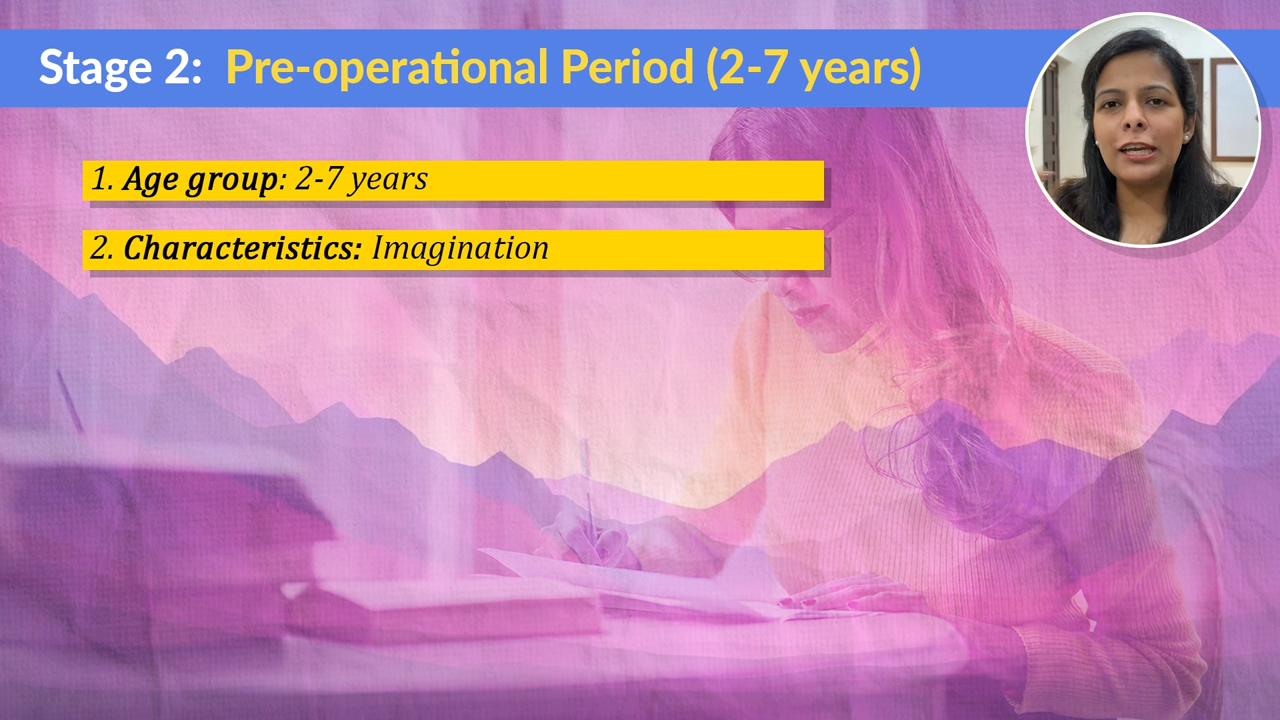 Stage 2: Pre-operational Period (2-7 years)
1. Age group: 2-7 years
2. Characteristics: Imagination